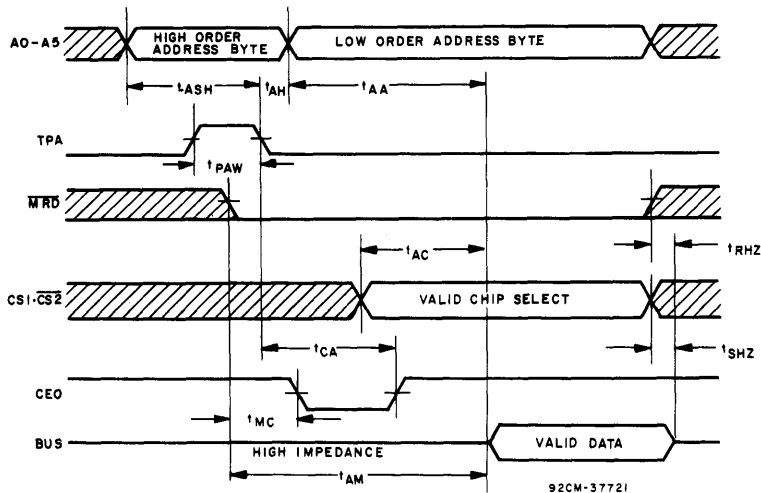 A0-A5
HIGH ORDER
ADDRESS BYTE
LOW ORDER ADDRESS BYTE
tASH
tAH
tAA
TPA
tPAW
MRD
tAC
tRHZ
CS1·CS2
VALID CHIP SELECT
tCA
tSHZ
CEO
tMC
BUS
HIGH IMPEDANCE
VALID DATA
tAM
92CM-37721